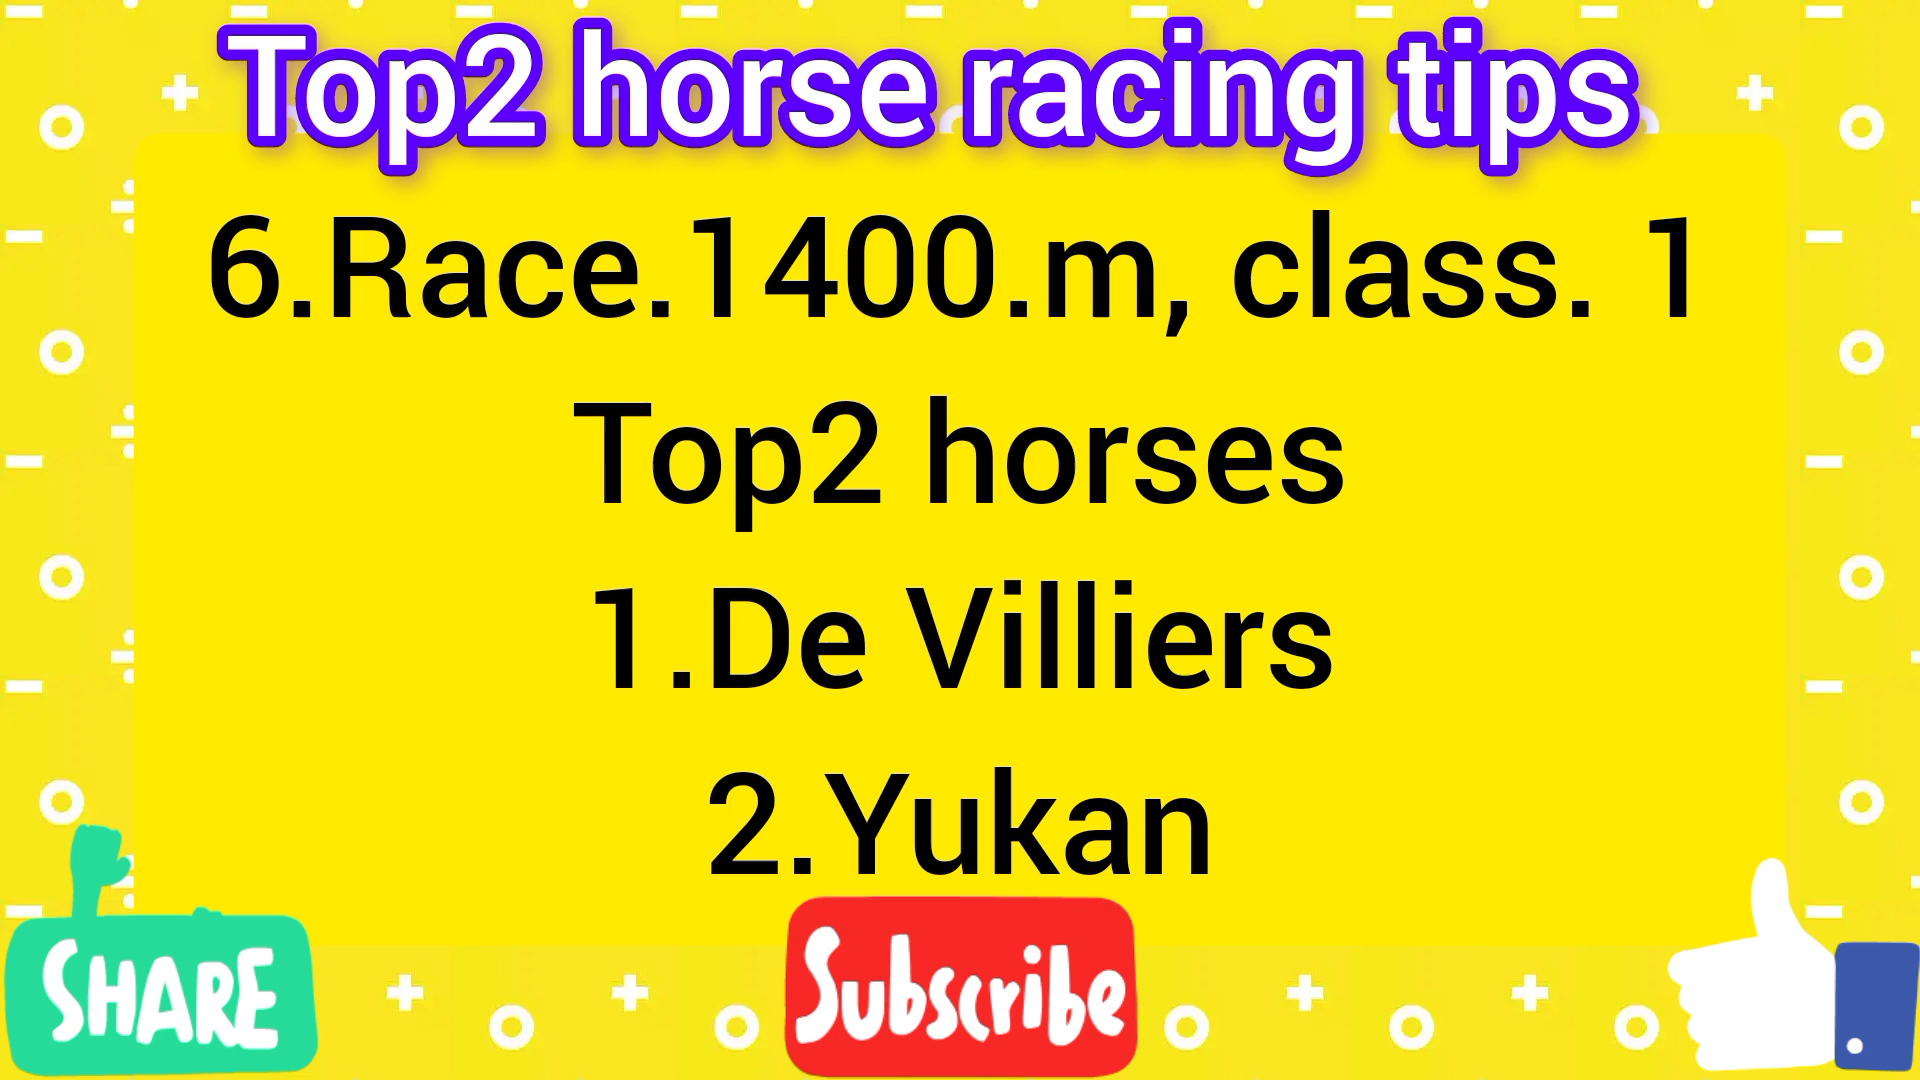 Top2 horse racing tips
6.Race.1400.m, class. 1
Top2 horses
1.De Villiers
2.Yukan
SHARE
Subscribe